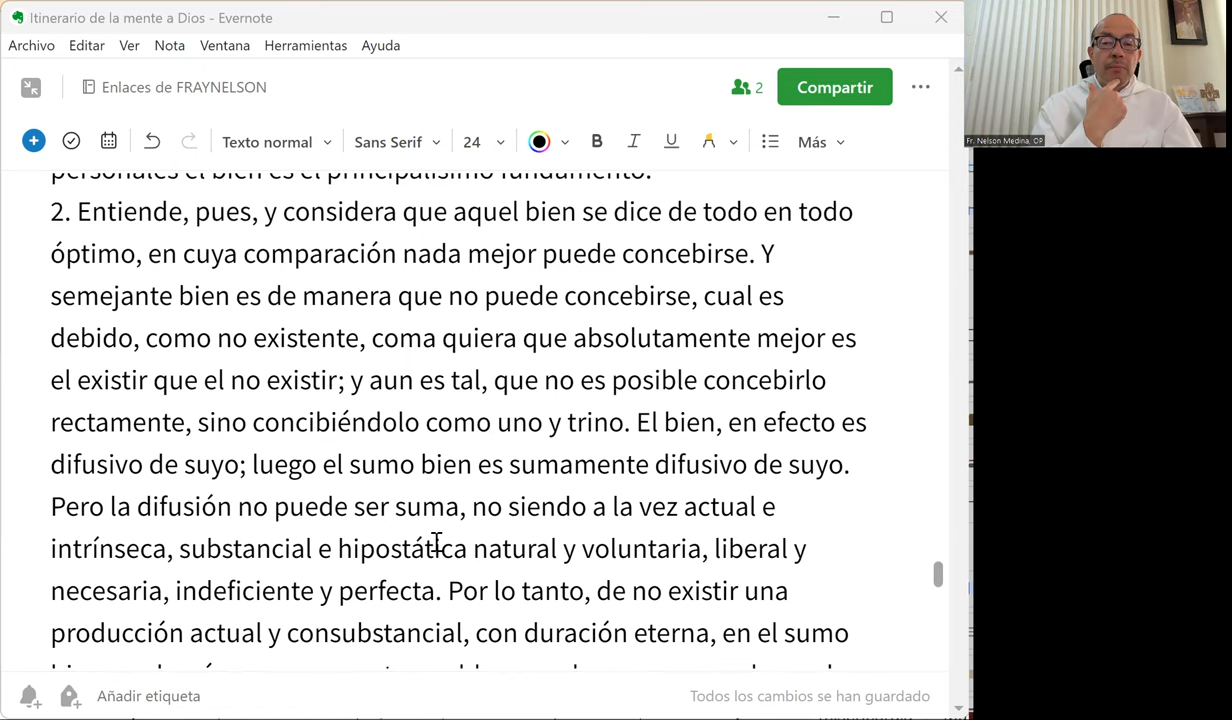 Itinerario de la mente a Dios - Evernote
Archivo Editar Ver Nota Ventana Herramientas Ayuda
Enlaces de FRAYNELSON 2 Compartir
Texto normal Sans Serif 24 B I U A Más
personales el bien es el principalísimo fundamento.
2. Entiende, pues, y considera que aquel bien se dice de todo en todo
óptimo, en cuya comparación nada mejor puede concebirse. Y
semejante bien es de manera que no puede concebirse, cual es
debido, como no existente, coma quiera que absolutamente mejor es
el existir que el no existir; y aun es tal, que no es posible concebirlo
rectamente, sino concibiéndolo como uno y trino. El bien, en efecto es
difusivo de suyo; luego el sumo bien es sumamente difusivo de suyo.
Pero la difusión no puede ser suma, no siendo a la vez actual e
intrínseca, substancial e hipostática natural y voluntaria, liberal y
necesaria, indeficiente y perfecta. Por lo tanto, de no existir una
producción actual y consubstancial, con duración eterna, en el sumo
Añadir etiqueta Todos los cambios se han guardado
Fr. Nelson Medina, OP